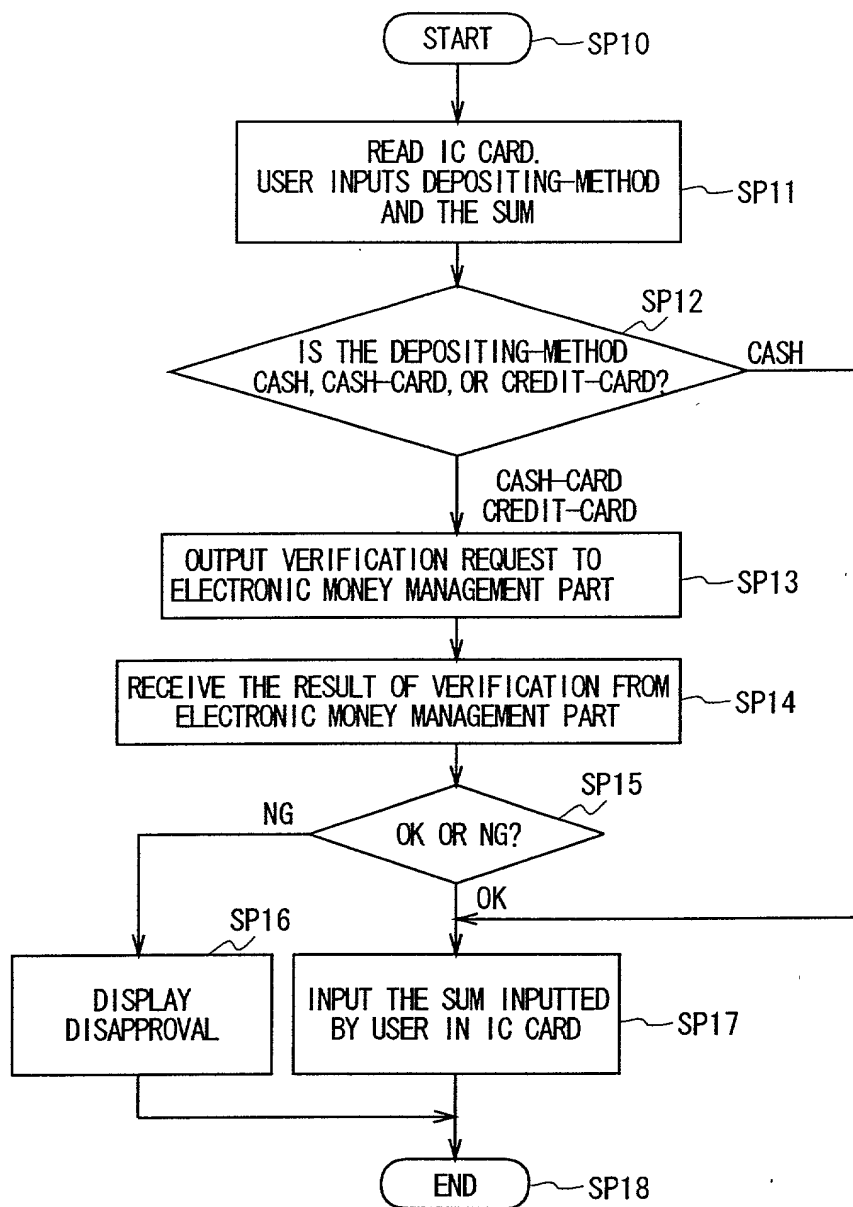 START
SP10
READ IC CARD.
USER INPUTS DEPOSITING-METHOD
AND THE SUM
SP11
SP12
IS THE DEPOSITING-METHOD
CASH, CASH-CARD, OR CREDIT-CARD?
CASH
CASH-CARD
CREDIT-CARD
OUTPUT VERIFICATION REQUEST TO
ELECTRONIC MONEY MANAGEMENT PART
SP13
RECEIVE THE RESULT OF VERIFICATION FROM
ELECTRONIC MONEY MANAGEMENT PART
SP14
SP15
NG
OK OR NG?
OK
SP16
DISPLAY
DISAPPROVAL
INPUT THE SUM INPUTTED
BY USER IN IC CARD
SP17
END
SP18